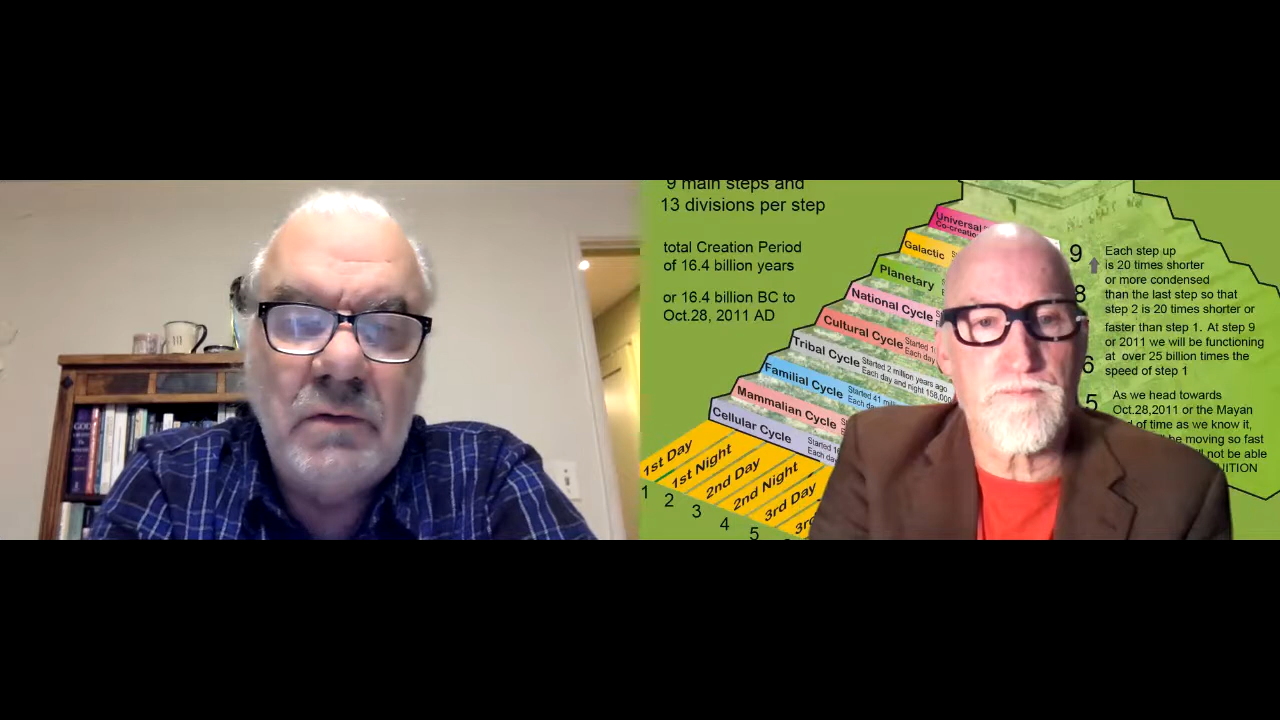 GOD
9 main steps and
13 divisions per step
total Creation Period
of 16.4 billion years
or 16.4 billion BC to
Oct.28, 2011 AD
Universal
Co-creation
Galactic
Planetary
National Cycle
Cultural Cycle
Each day
Tribal Cycle
Started 2 million years ago
Each day and night 158,000
Familial Cycle
Started 41
Mammalian Cycle
Cellular Cycle
Started
1st Day
1st Night
2nd Day
2nd Night
3rd Day
1
2
3
4
5
9
8
6
5
Each step up
is 20 times shorter
or more condensed
than the last step so that
step 2 is 20 times shorter or
faster than step 1. At step 9
or 2011 we will be functioning
at over 25 billion times the
speed of step 1
As we head towards
Oct.28,2011 or the Mayan
of time as we know it,
be moving so fast
not be able